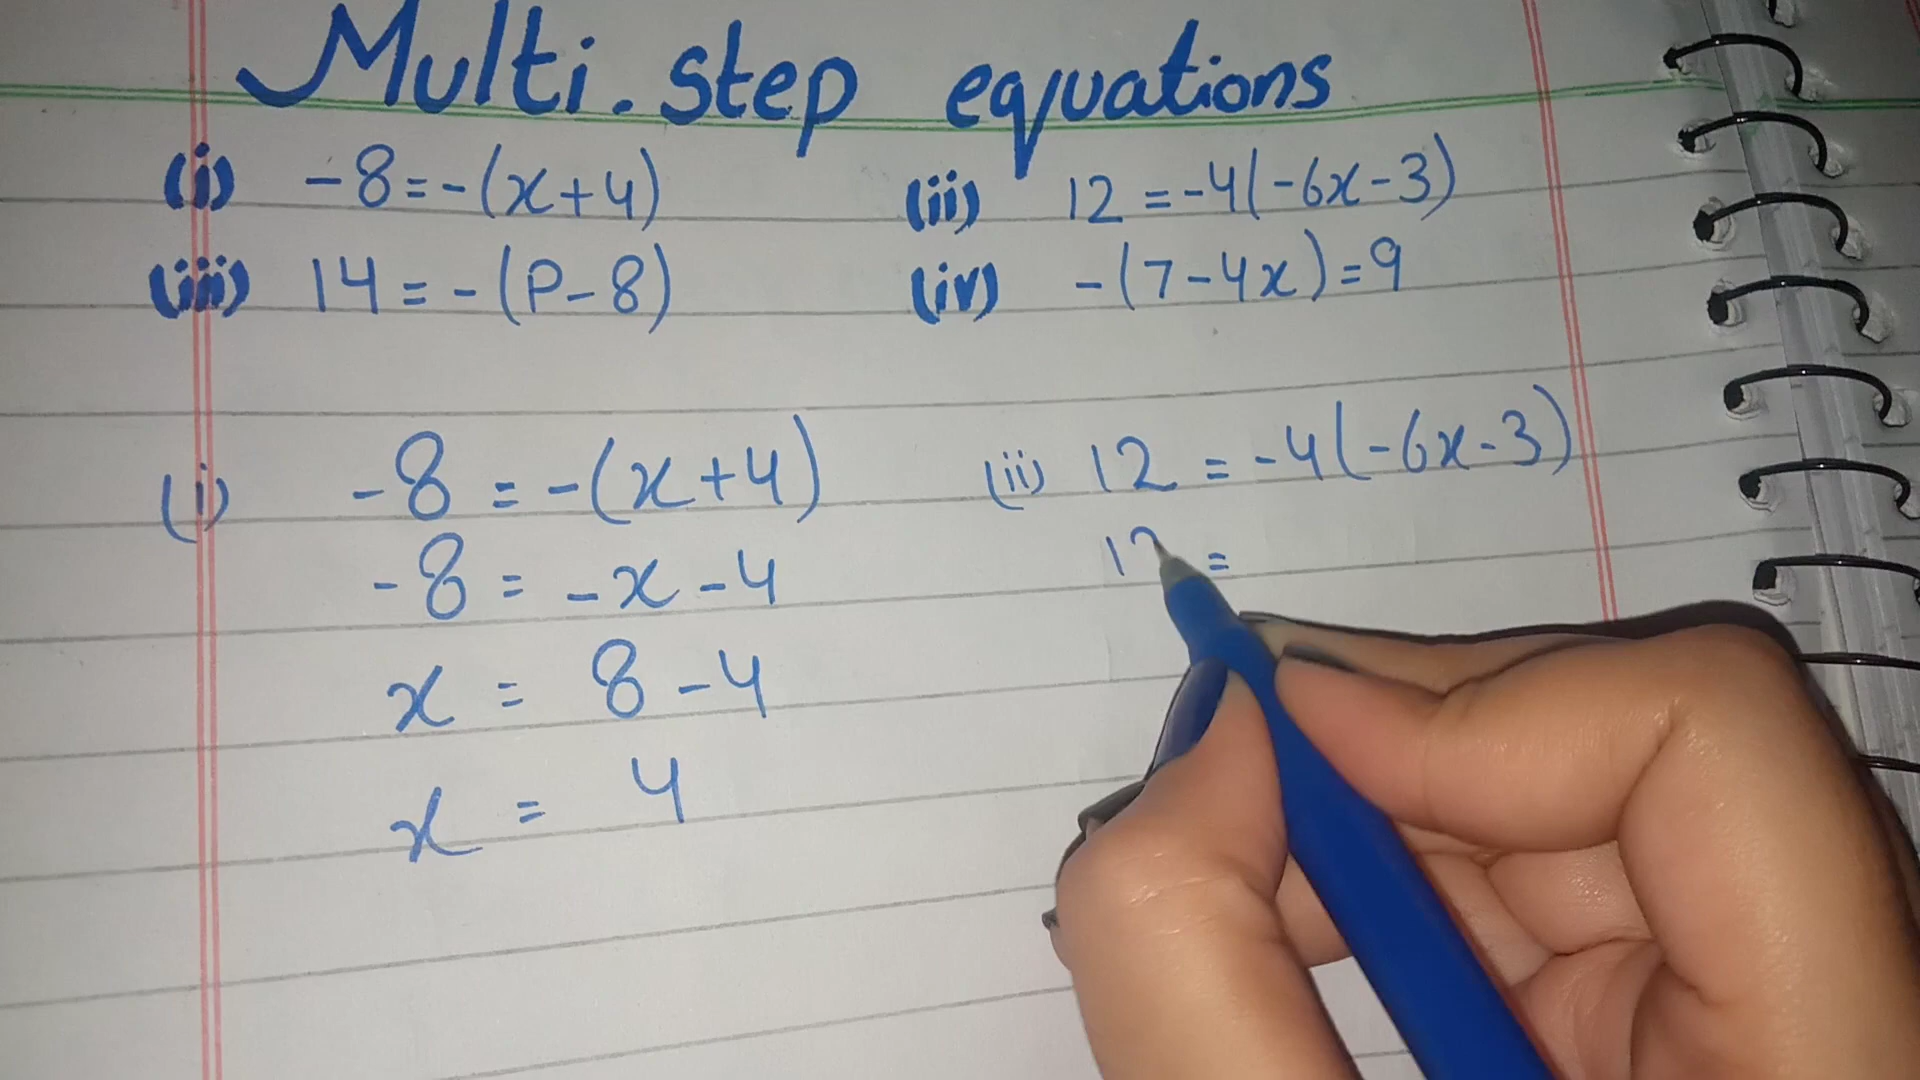 Multi-step equations
(i) -8=-(x+4) (ii) 12=-4(-6x-3)
(iii) 14=-(P-8) (iv) -(7-4x)=9
(i) -8=-(x+4)
-8=-x-4
x=8-4
x=4
(ii) 12=-4(-6x-3)
12=